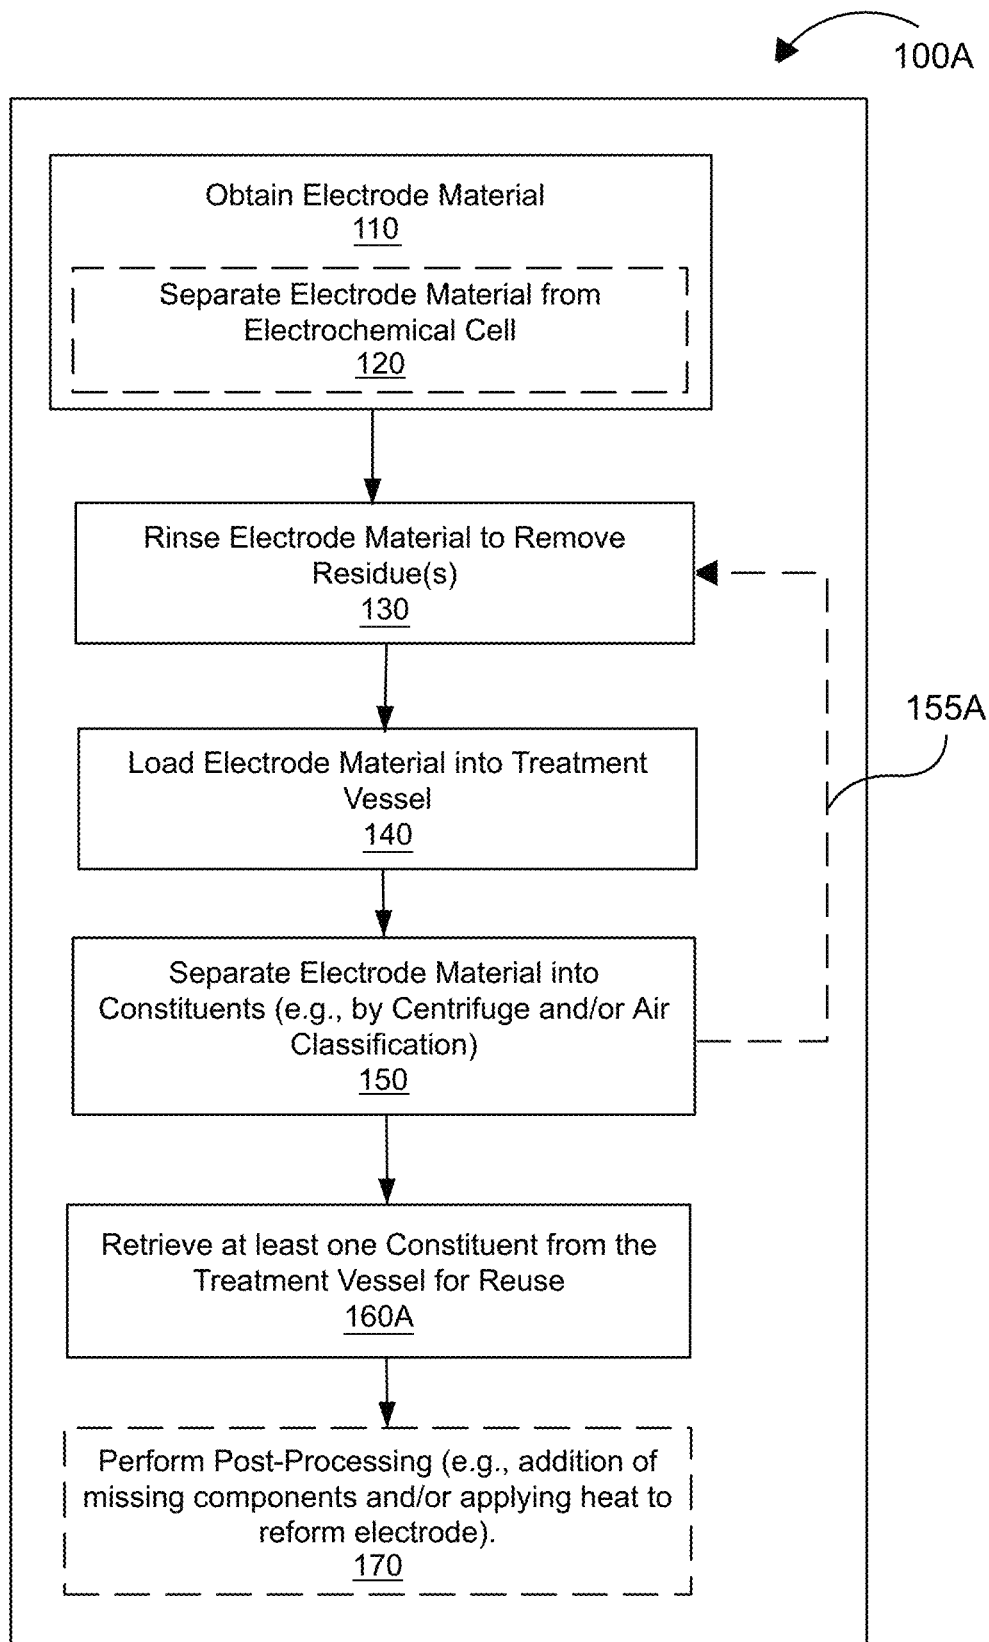 100A
Obtain Electrode Material
110
Separate Electrode Material from
Electrochemical Cell
120
Rinse Electrode Material to Remove
Residue(s)
130
155A
Load Electrode Material into Treatment
Vessel
140
Separate Electrode Material into
Constituents (e.g., by Centrifuge and/or Air
Classification)
150
Retrieve at least one Constituent from the
Treatment Vessel for Reuse
160A
Perform Post-Processing (e.g., addition of
missing components and/or applying heat to
reform electrode).
170